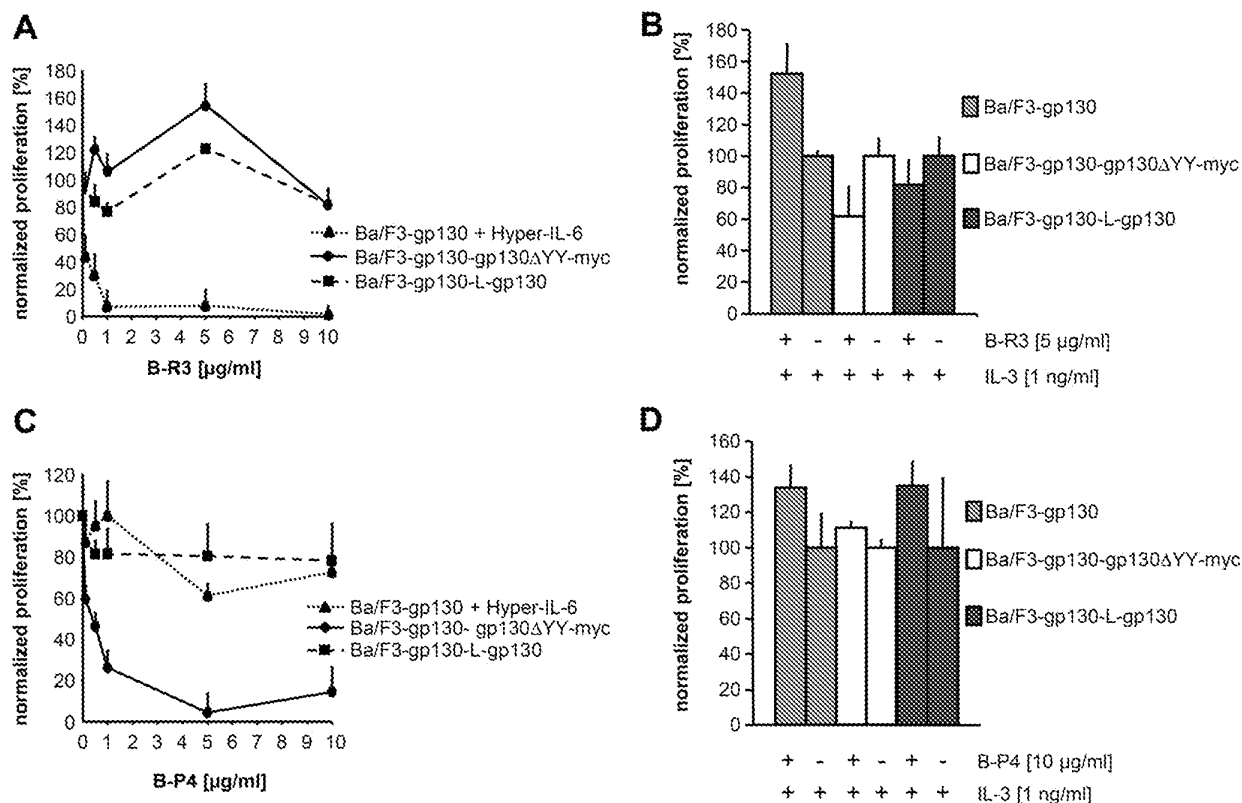 A
normalized proliferation [%]
180
160
140
120
100
80
60
40
20
0
0 1 2 3 4 5 6 7 8 9 10
B-R3 [µg/ml]
Ba/F3-gp130 + Hyper-IL-6
Ba/F3-gp130-gp130ΔYY-myc
Ba/F3-gp130-L-gp130
B
normalized proliferation [%]
180
160
140
120
100
80
60
40
20
0
Ba/F3-gp130
Ba/F3-gp130-gp130ΔYY-myc
Ba/F3-gp130-L-gp130
+ - + - + - B-R3 [5 µg/ml]
+ + + + + + IL-3 [1 ng/ml]
C
normalized proliferation [%]
120
100
80
60
40
20
0
0 1 2 3 4 5 6 7 8 9 10
B-P4 [µg/ml]
Ba/F3-gp130 + Hyper-IL-6
Ba/F3-gp130- gp130ΔYY-myc
Ba/F3-gp130-L-gp130
D
normalized proliferation [%]
160
140
120
100
80
60
40
20
0
Ba/F3-gp130
Ba/F3-gp130-gp130ΔYY-myc
Ba/F3-gp130-L-gp130
+ - + - + - B-P4 [10 µg/ml]
+ + + + + + IL-3 [1 ng/ml]